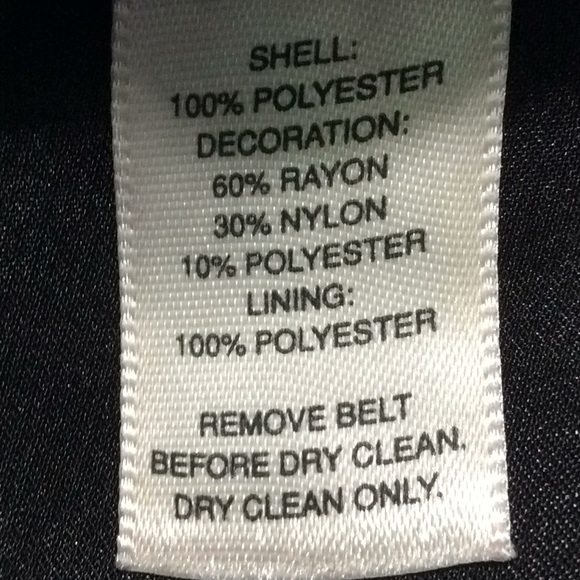 SHELL:
100% POLYESTER
DECORATION:
60% RAYON
30% NYLON
10% POLYESTER
LINING:
100% POLYESTER
REMOVE BELT
BEFORE DRY CLEAN.
DRY CLEAN ONLY.